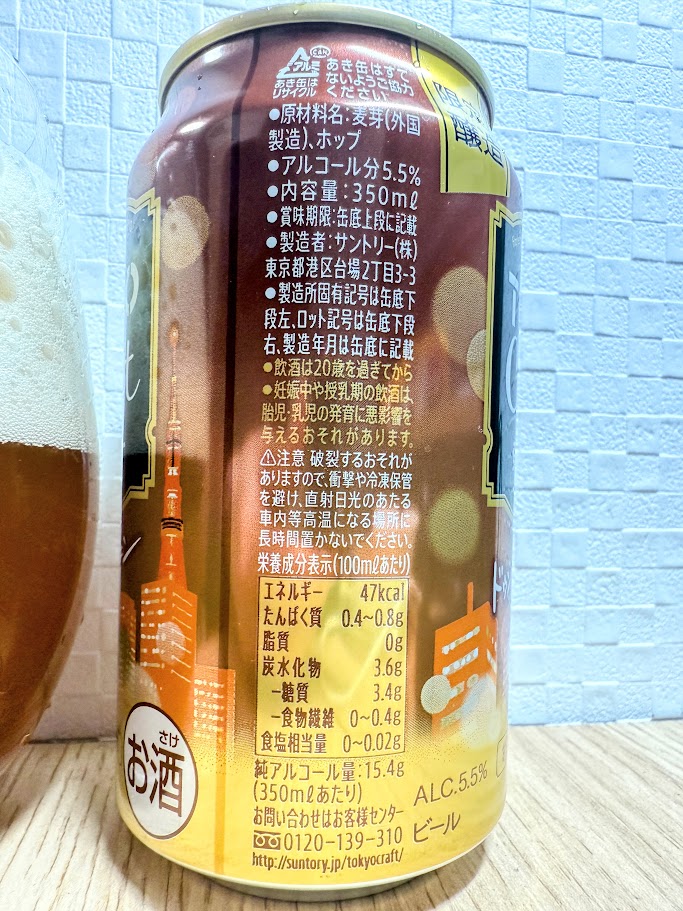 C&R
アルミ
あき缶は
リサイクル
あき缶はすて
ないようご協力
ください
●原材料名:麦芽(外国
製造)、ホップ
●アルコール分5.5%
●内容量:350mℓ
●賞味期限:缶底上段に記載
●製造者:サントリー(株)
東京都港区台場2丁目3-3
●製造所固有記号は缶底下
段左、ロット記号は缶底下段
右、製造年月は缶底に記載
●飲酒は20歳を過ぎてから
●妊娠中や授乳期の飲酒は、
胎児・乳児の発育に悪影響を
与えるおそれがあります。
⚠注意 破裂するおそれが
ありますので、衝撃や冷凍保管
を避け、直射日光のあたる
車内等高温になる場所に
長時間置かないでください。
栄養成分表示(100mℓあたり)
エネルギー 47kcal
たんぱく質 0.4~0.8g
脂質 0g
炭水化物 3.6g
-糖質 3.4g
-食物繊維 0~0.4g
食塩相当量 0~0.02g
純アルコール量:15.4g
(350mℓあたり)
お問い合わせはお客様センター
0120-139-310
http://suntory.jp/tokyocraft/
さけ
お酒
醸造
ALC.5.5%
ビール